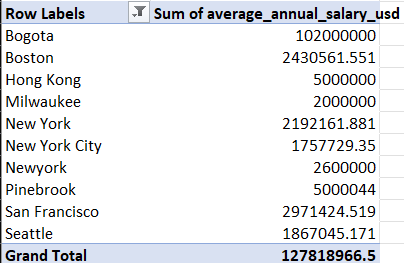 Row Labels Sum of average_annual_salary_usd
Bogota 102000000
Boston 2430561.551
Hong Kong 5000000
Milwaukee 2000000
New York 2192161.881
New York City 1757729.35
Newyork 2600000
Pinebrook 5000044
San Francisco 2971424.519
Seattle 1867045.171
Grand Total 127818966.5